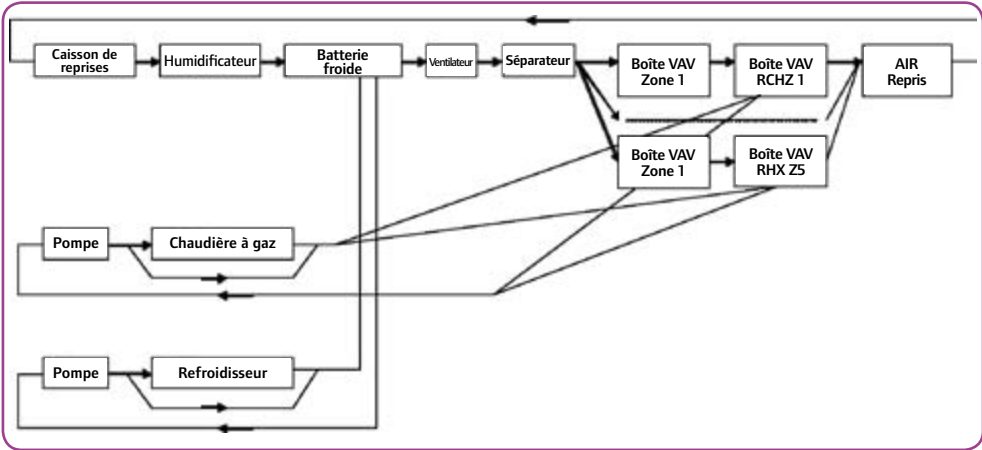 Caisson de
reprises
Humidificateur
Batterie
froide
Ventilateur
Séparateur
Boîte VAV
Zone 1
Boîte VAV
RCHZ 1
AIR
Repris
Boîte VAV
Zone 1
Boîte VAV
RHX Z5
Pompe
Chaudière à gaz
Pompe
Refroidisseur